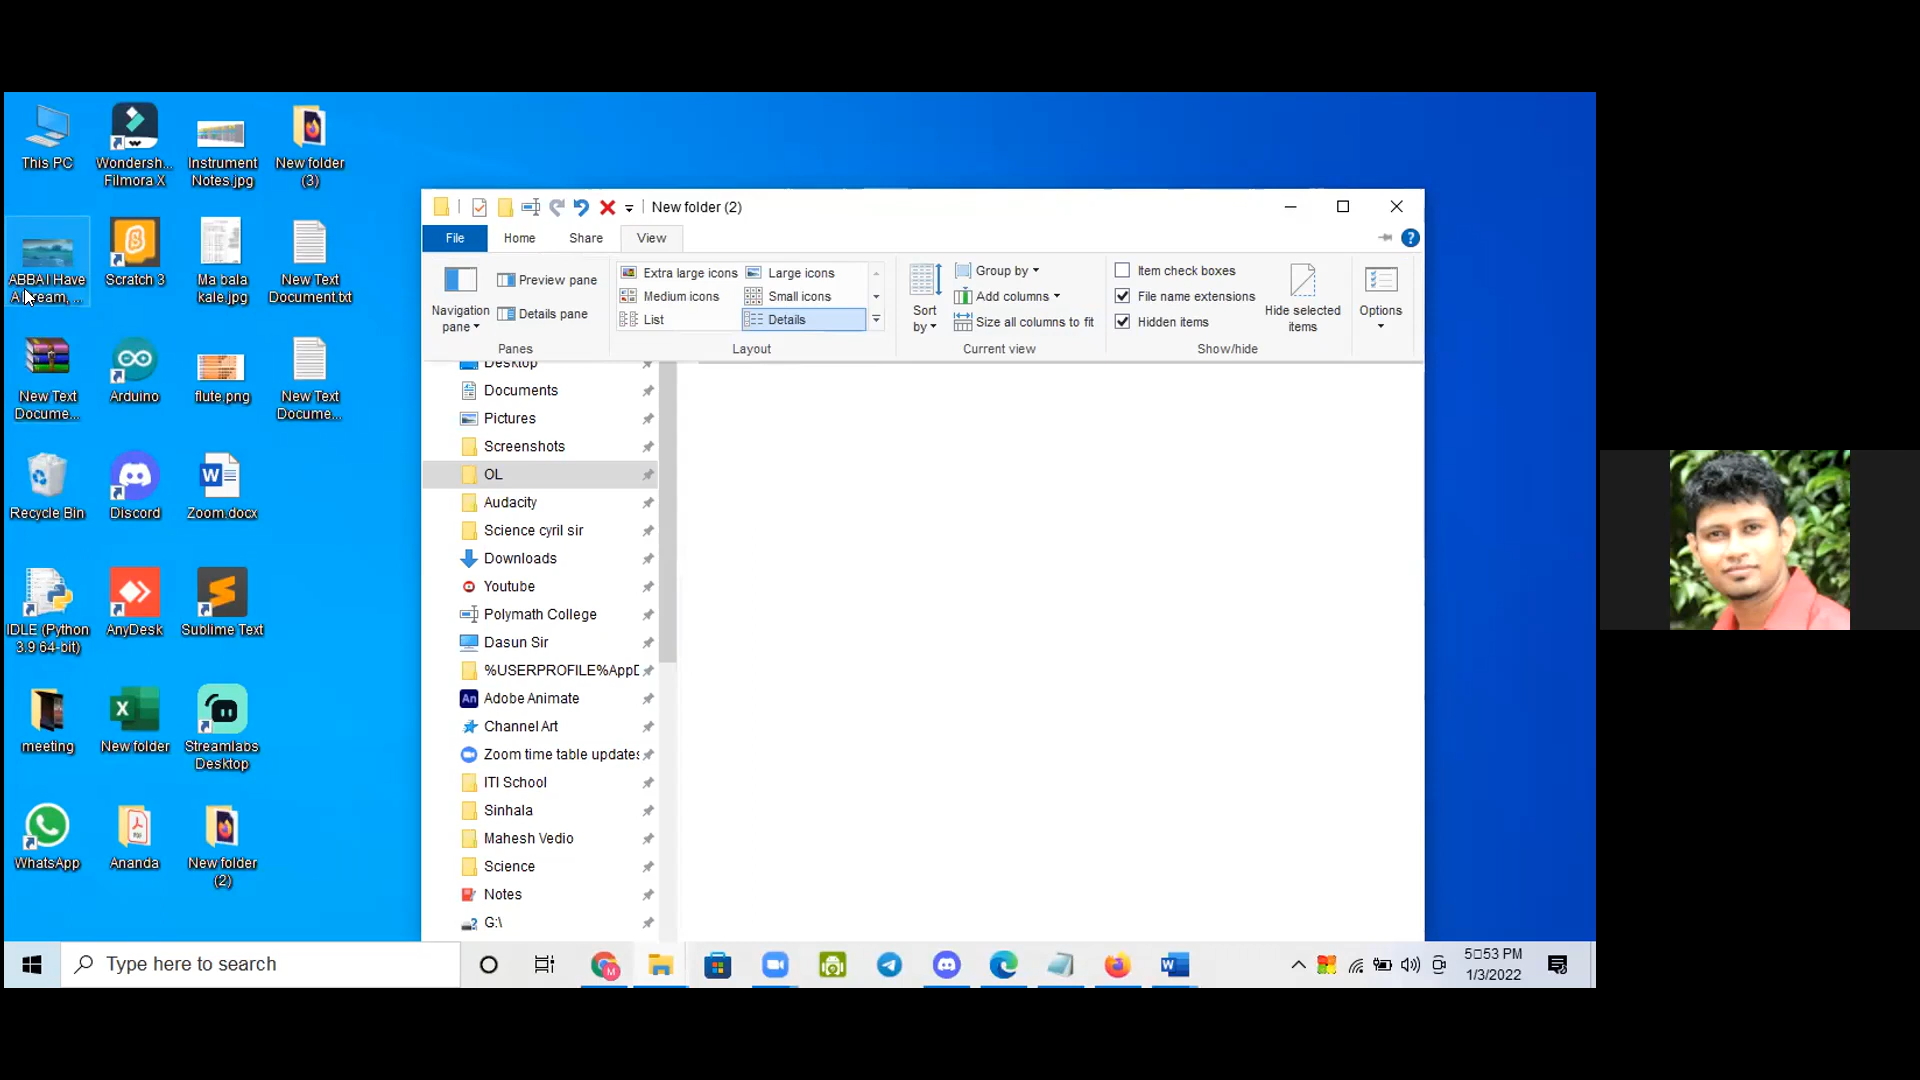 This PC
Wondersh...
Filmora X
Instrument
Notes.jpg
New folder
(3)
ABBA I Have
A Dream, ...
Scratch 3
Ma bala
kale.jpg
New Text
Document.txt
New Text
Docume...
Arduino
flute.png
New Text
Docume...
Recycle Bin
Discord
Zoom.docx
IDLE (Python
3.9 64-bit)
AnyDesk
Sublime Text
meeting
New folder
Streamlabs
Desktop
WhatsApp
Ananda
New folder
(2)
New folder (2)
File
Home
Share
View
Navigation
pane
Preview pane
Details pane
Panes
Extra large icons
Large icons
Medium icons
Small icons
List
Details
Layout
Sort
by
Group by
Add columns
Size all columns to fit
Current view
Item check boxes
File name extensions
Hidden items
Hide selected
items
Show/hide
Options
Desktop
Documents
Pictures
Screenshots
OL
Audacity
Science cyril sir
Downloads
Youtube
Polymath College
Dasun Sir
%USERPROFILE%App
Adobe Animate
Channel Art
Zoom time table updates
ITI School
Sinhala
Mahesh Vedio
Science
Notes
G:\
Type here to search
5□53 PM
1/3/2022